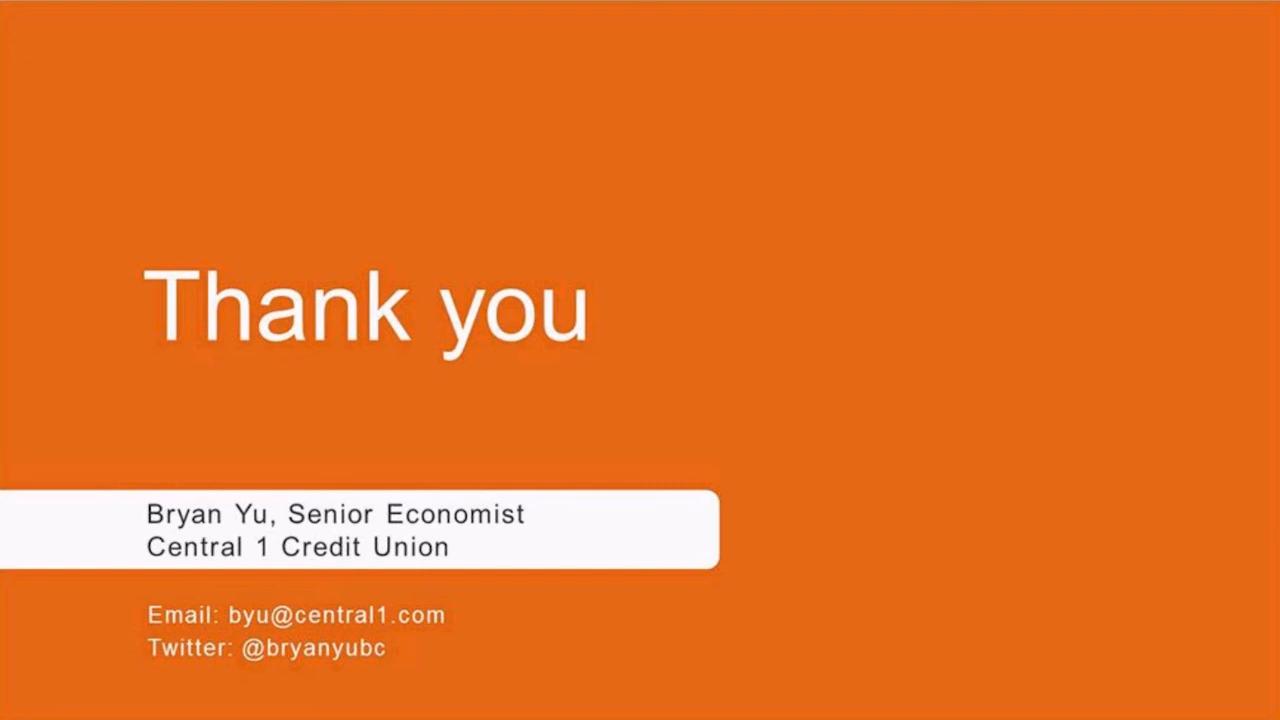 Thank you
Bryan Yu, Senior Economist
Central 1 Credit Union
Email: byu@central1.com
Twitter: @bryanyubc